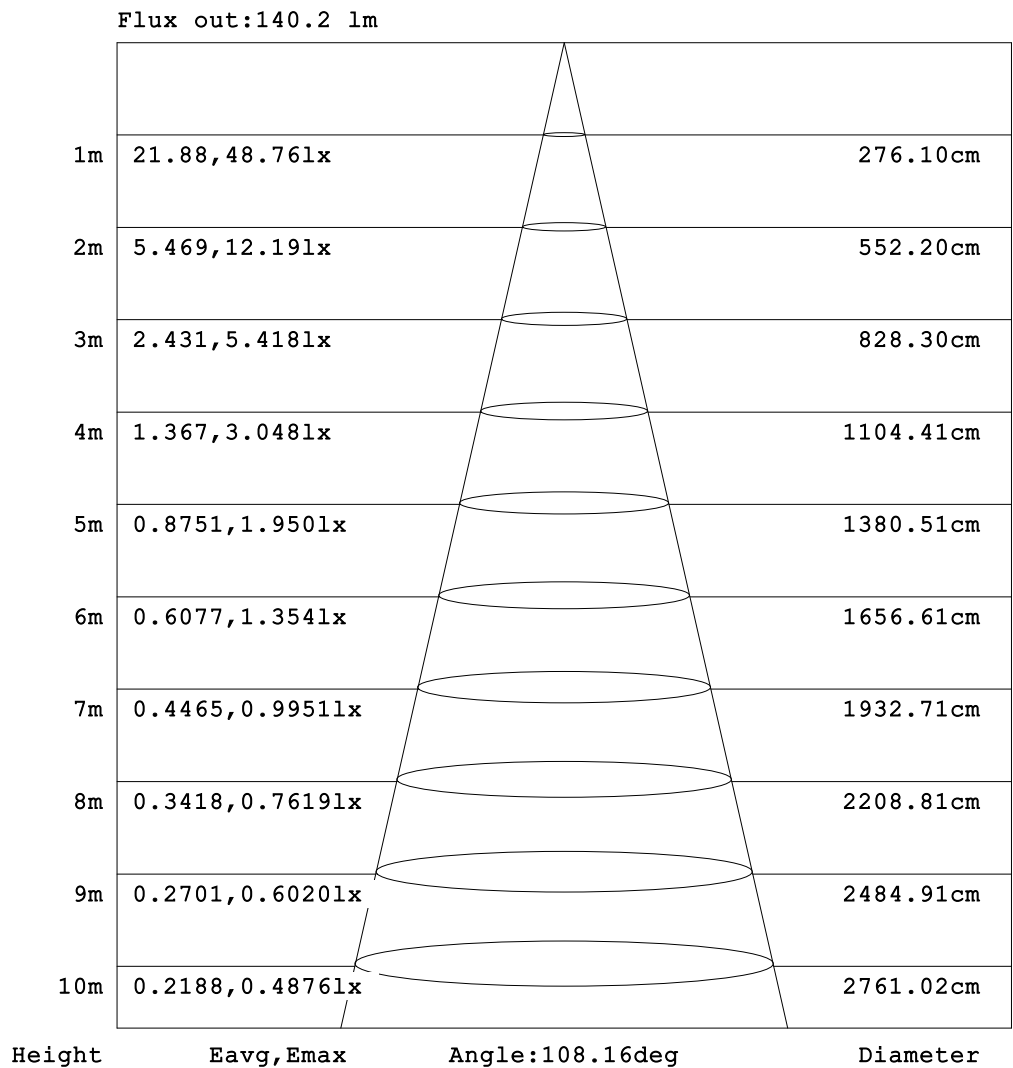 Flux out:140.2 lm
1m 21.88,48.76lx 276.10cm
2m 5.469,12.19lx 552.20cm
3m 2.431,5.418lx 828.30cm
4m 1.367,3.048lx 1104.41cm
5m 0.8751,1.950lx 1380.51cm
6m 0.6077,1.354lx 1656.61cm
7m 0.4465,0.9951lx 1932.71cm
8m 0.3418,0.7619lx 2208.81cm
9m 0.2701,0.6020lx 2484.91cm
10m 0.2188,0.4876lx 2761.02cm
Height Eavg,Emax Angle:108.16deg Diameter